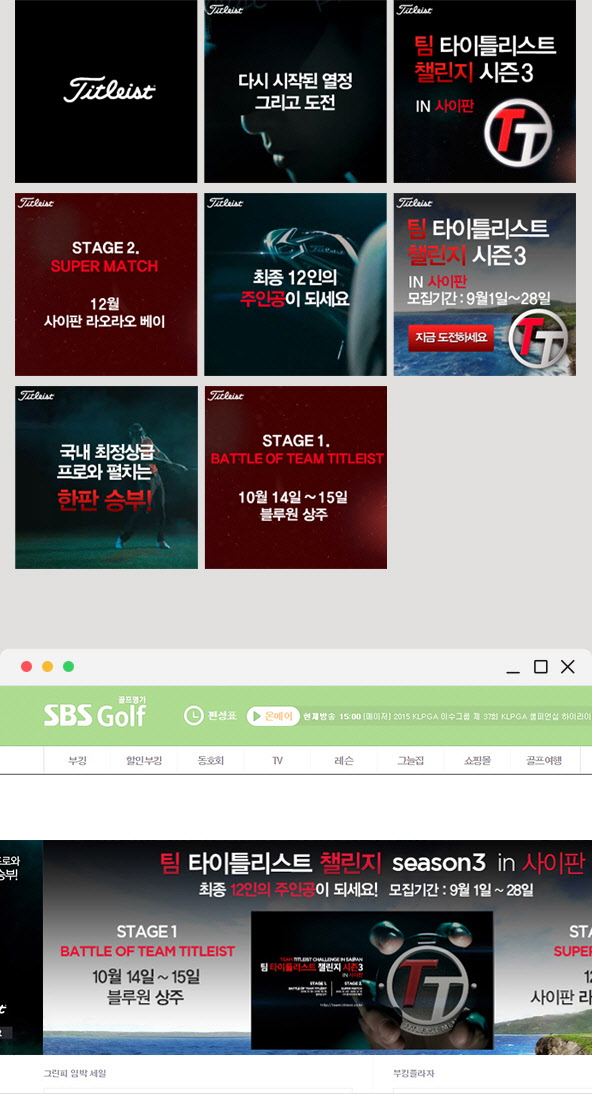 Titleist
Titleist
다시 시작된 열정
그리고 도전
Titleist
팀 타이틀리스트
챌린지 시즌3
IN 사이판
TT
Titleist
STAGE 2.
SUPER MATCH
12월
사이판 라오라오 베이
Titleist
Titleist
최종 12인의
주인공이 되세요
Titleist
팀 타이틀리스트
챌린지 시즌3
IN 사이판
모집기간 : 9월1일~28일
지금 도전하세요
TT
Titleist
국내 최정상급
프로와 펼치는
한판 승부!
Titleist
STAGE 1.
BATTLE OF TEAM TITLEIST
10월 14일 ~ 15일
블루원 상주
골프명가
SBS Golf
편성표
온에어
현재방송 15:00 [메이저] 2015 KLPGA 이수그룹 제 37회 KLPGA 챔피언십 하이라이
부킹
할인부킹
동호회
TV
레슨
그늘집
쇼핑몰
골프여행
프로와
승부!
팀 타이틀리스트 챌린지 season3 in 사이판
최종 12인의 주인공이 되세요! 모집기간 : 9월 1일 ~ 28일
STAGE 1
BATTLE OF TEAM TITLEIST
10월 14일 ~ 15일
블루원 상주
TEAM TITLEIST CHALLENGE IN SAIPAN
팀 타이틀리스트 챌린지 시즌3
IN 사이판
STAGE 1
BATTLE OF TEAM TITLEIST
STAGE 2
SUPER MATCH
TT
STA
SUPER
12
사이판 라
그린피 임박 세일
부킹플라자